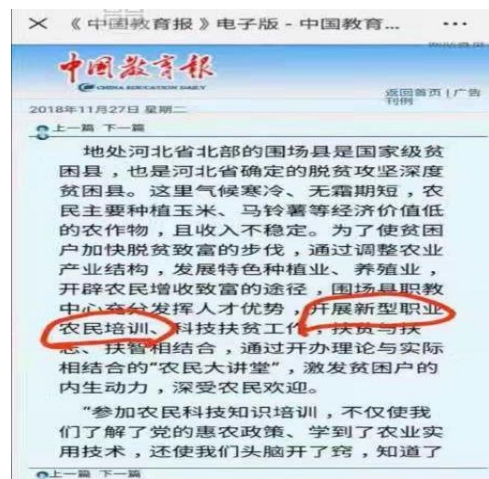 《中国教育报》电子版 - 中国教育...
中国教育报
CHINA EDUCATION DAILY
返回首页 | 广告
刊例
2018年11月27日 星期二
上一篇 下一篇
地处河北省北部的围场县是国家级贫
困县，也是河北省确定的脱贫攻坚深度
贫困县。这里气候寒冷、无霜期短，农
民主要种植玉米、马铃薯等经济价值低
的农作物，且收入不稳定。为了使贫困
户加快脱贫致富的步伐，通过调整农业
产业结构，发展特色种植业、养殖业，
开辟农民增收致富的途径，围场县职教
中心充分发挥人才优势，开展新型职业
农民培训、科技扶贫工作，扶贫与扶
志、扶智相结合，通过开办理论与实际
相结合的“农民大讲堂”，激发贫困户的
内生动力，深受农民欢迎。
“参加农民科技知识培训，不仅使我
们了解了党的惠农政策、学到了农业实
用技术，还使我们头脑开了窍，知道了
上一篇 下一篇